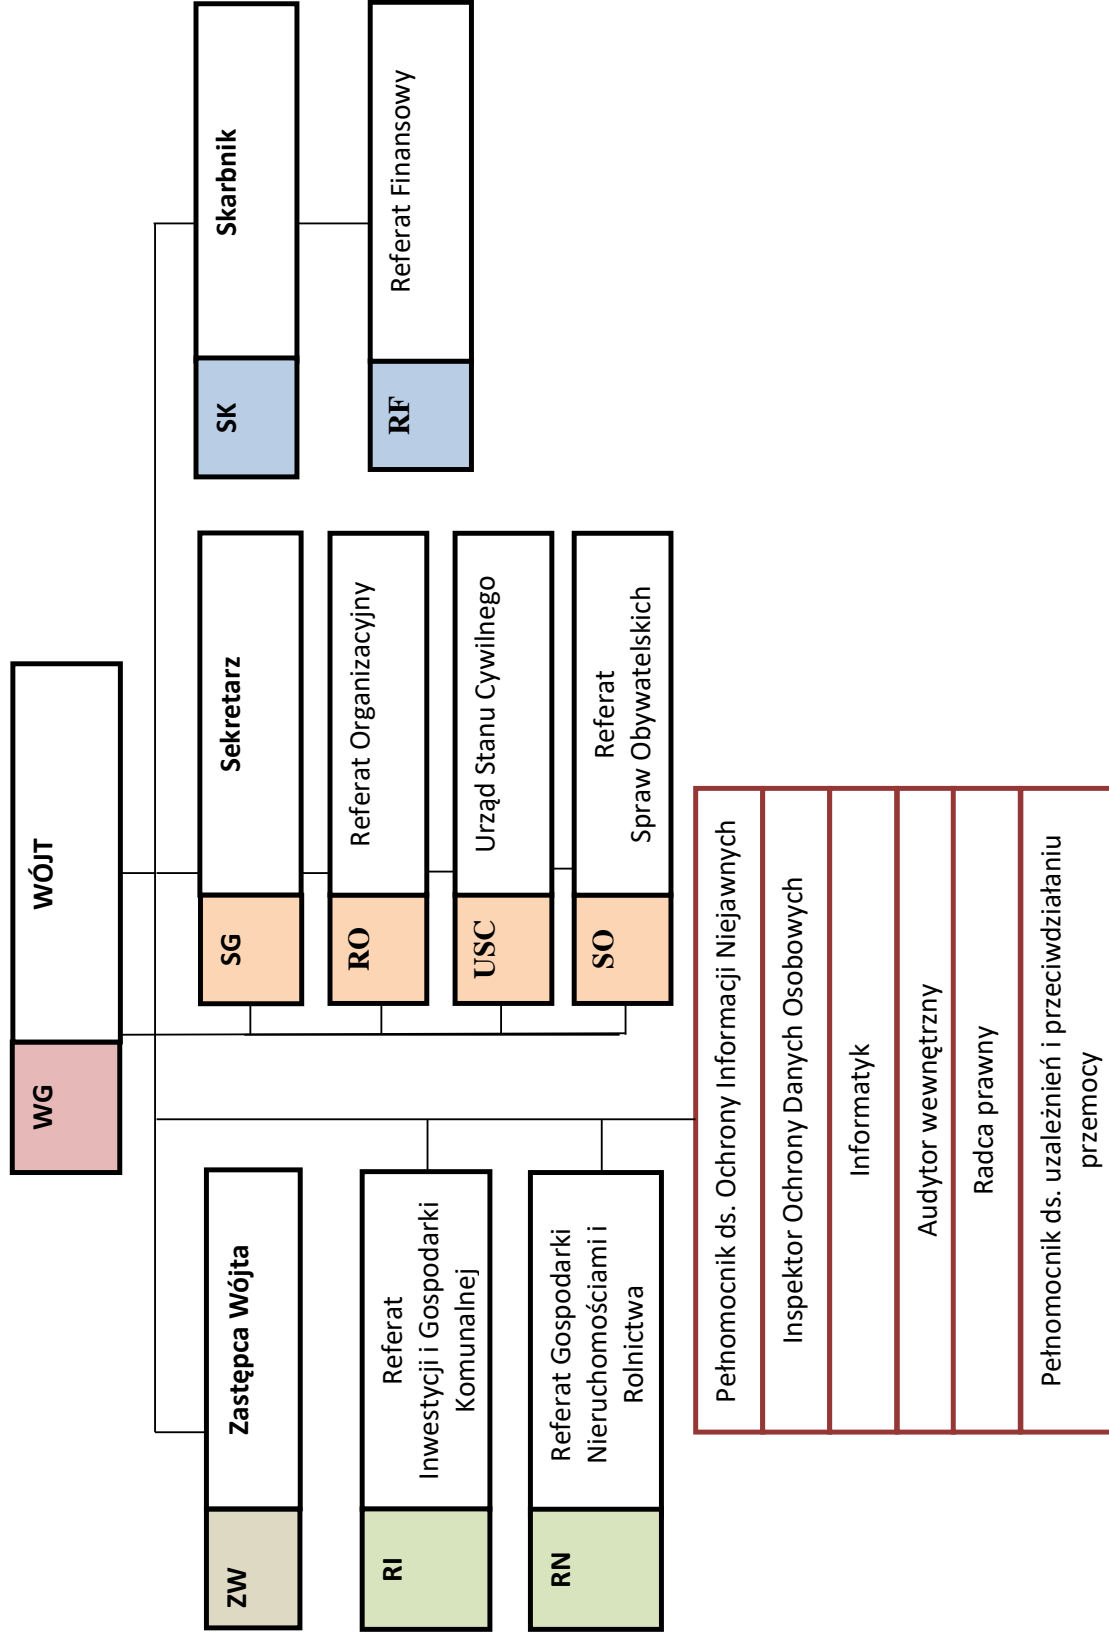 WG
WÓJT
ZW
Zastępca Wójta
SG
Sekretarz
SK
Skarbnik
RI
Referat
Inwestycji i Gospodarki
Komunalnej
RO
Referat Organizacyjny
RF
Referat Finansowy
USC
Urząd Stanu Cywilnego
RN
Referat Gospodarki
Nieruchomościami i
Rolnictwa
SO
Referat
Spraw Obywatelskich
Pełnomocnik ds. Ochrony Informacji Niejawnych
Inspektor Ochrony Danych Osobowych
Informatyk
Audytor wewnętrzny
Radca prawny
Pełnomocnik ds. uzależnień i przeciwdziałaniu
przemocy